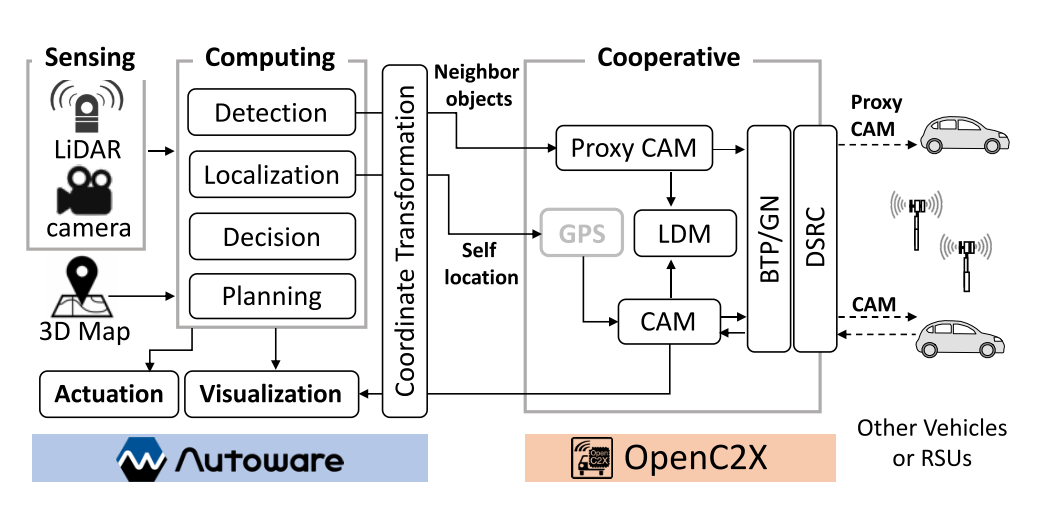 Sensing
LiDAR
camera
3D Map
Computing
Detection
Localization
Decision
Planning
Actuation
Visualization
Coordinate Transformation
Neighbor
objects
Self
location
Cooperative
Proxy CAM
GPS
LDM
CAM
BTP/GN
DSRC
Proxy
CAM
CAM
Other Vehicles
or RSUs
Autoware
Open
C2X
OpenC2X